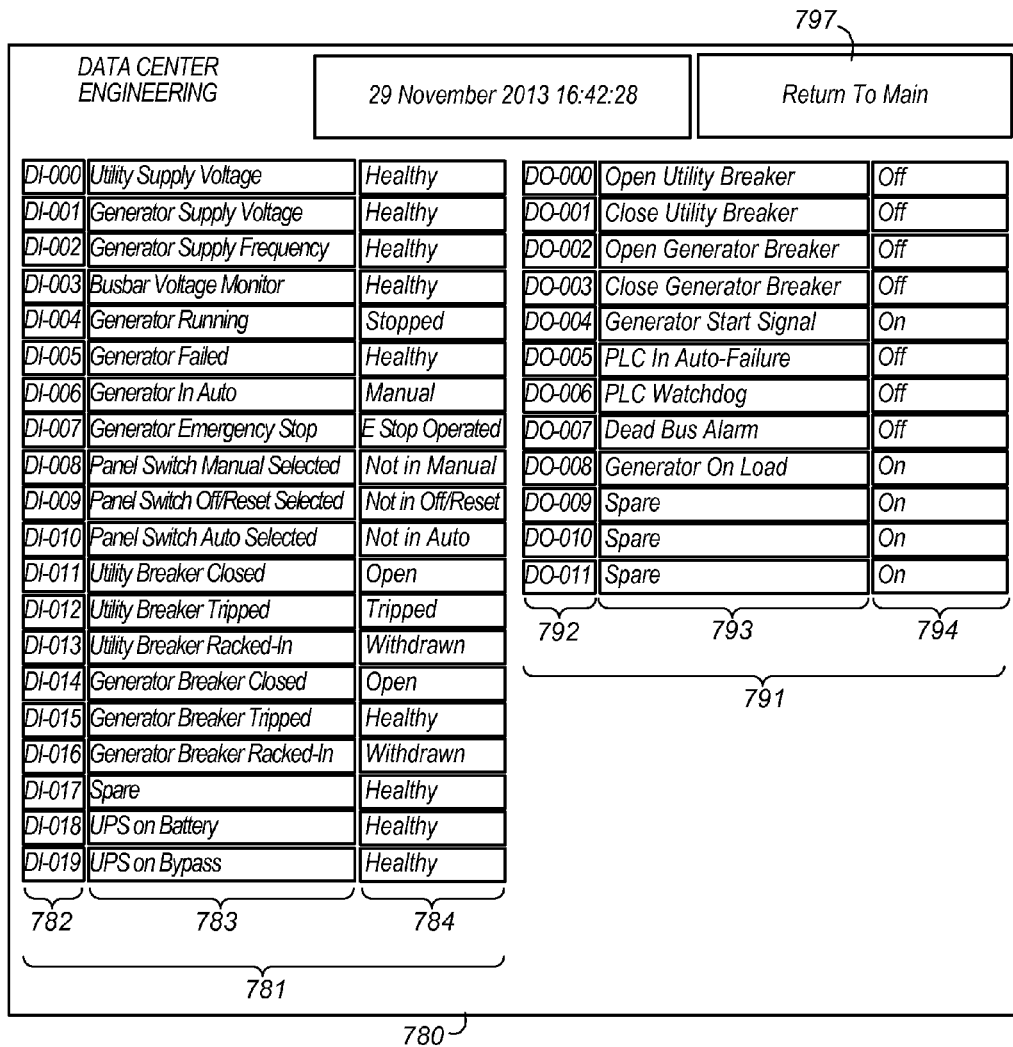 797
DATA CENTER
ENGINEERING
29 November 2013 16:42:28
Return To Main
DI-000 Utility Supply Voltage Healthy
DI-001 Generator Supply Voltage Healthy
DI-002 Generator Supply Frequency Healthy
DI-003 Busbar Voltage Monitor Healthy
DI-004 Generator Running Stopped
DI-005 Generator Failed Healthy
DI-006 Generator In Auto Manual
DI-007 Generator Emergency Stop E Stop Operated
DI-008 Panel Switch Manual Selected Not in Manual
DI-009 Panel Switch Off/Reset Selected Not in Off/Reset
DI-010 Panel Switch Auto Selected Not in Auto
DI-011 Utility Breaker Closed Open
DI-012 Utility Breaker Tripped Tripped
DI-013 Utility Breaker Racked-In Withdrawn
DI-014 Generator Breaker Closed Open
DI-015 Generator Breaker Tripped Healthy
DI-016 Generator Breaker Racked-In Withdrawn
DI-017 Spare Healthy
DI-018 UPS on Battery Healthy
DI-019 UPS on Bypass Healthy
782 783 784
781
DO-000 Open Utility Breaker Off
DO-001 Close Utility Breaker Off
DO-002 Open Generator Breaker Off
DO-003 Close Generator Breaker Off
DO-004 Generator Start Signal On
DO-005 PLC In Auto-Failure Off
DO-006 PLC Watchdog Off
DO-007 Dead Bus Alarm Off
DO-008 Generator On Load On
DO-009 Spare On
DO-010 Spare On
DO-011 Spare On
792 793 794
791
780